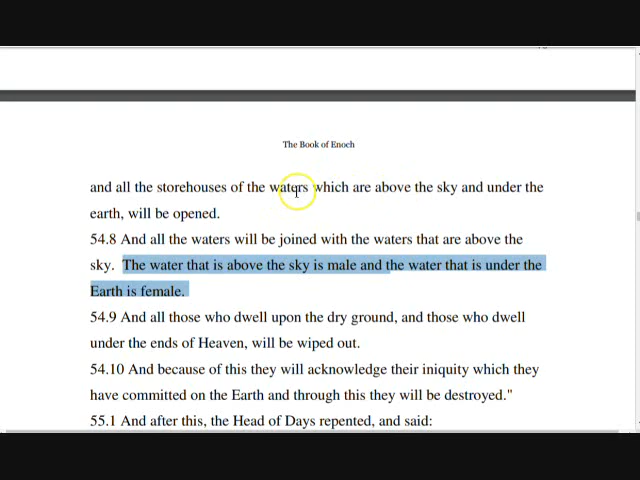 The Book of Enoch
and all the storehouses of the waters which are above the sky and under the
earth, will be opened.
54.8 And all the waters will be joined with the waters that are above the
sky.  The water that is above the sky is male and the water that is under the
Earth is female.
54.9 And all those who dwell upon the dry ground, and those who dwell
under the ends of Heaven, will be wiped out.
54.10 And because of this they will acknowledge their iniquity which they
have committed on the Earth and through this they will be destroyed."
55.1 And after this, the Head of Days repented, and said: